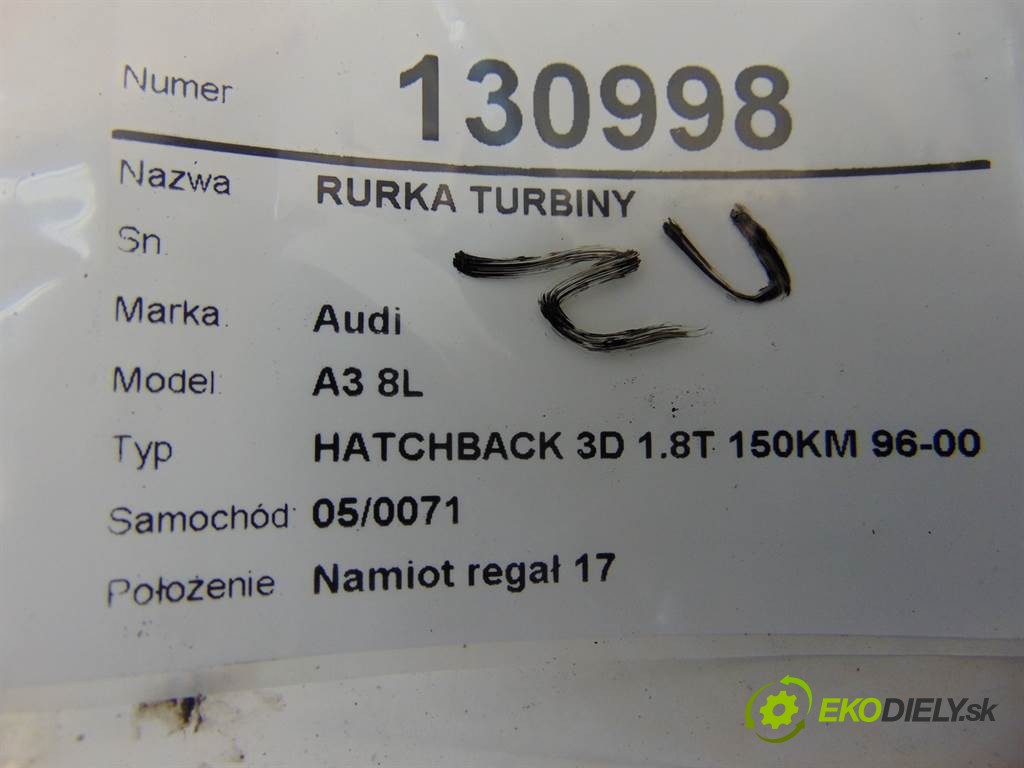 Numer 130998
Nazwa RURKA TURBINY
Sn.
Marka: Audi
Model: A3 8L
Typ HATCHBACK 3D 1.8T 150KM 96-00
Samochód: 05/0071
Położenie Namiot regał 17
EKODIELY.sk